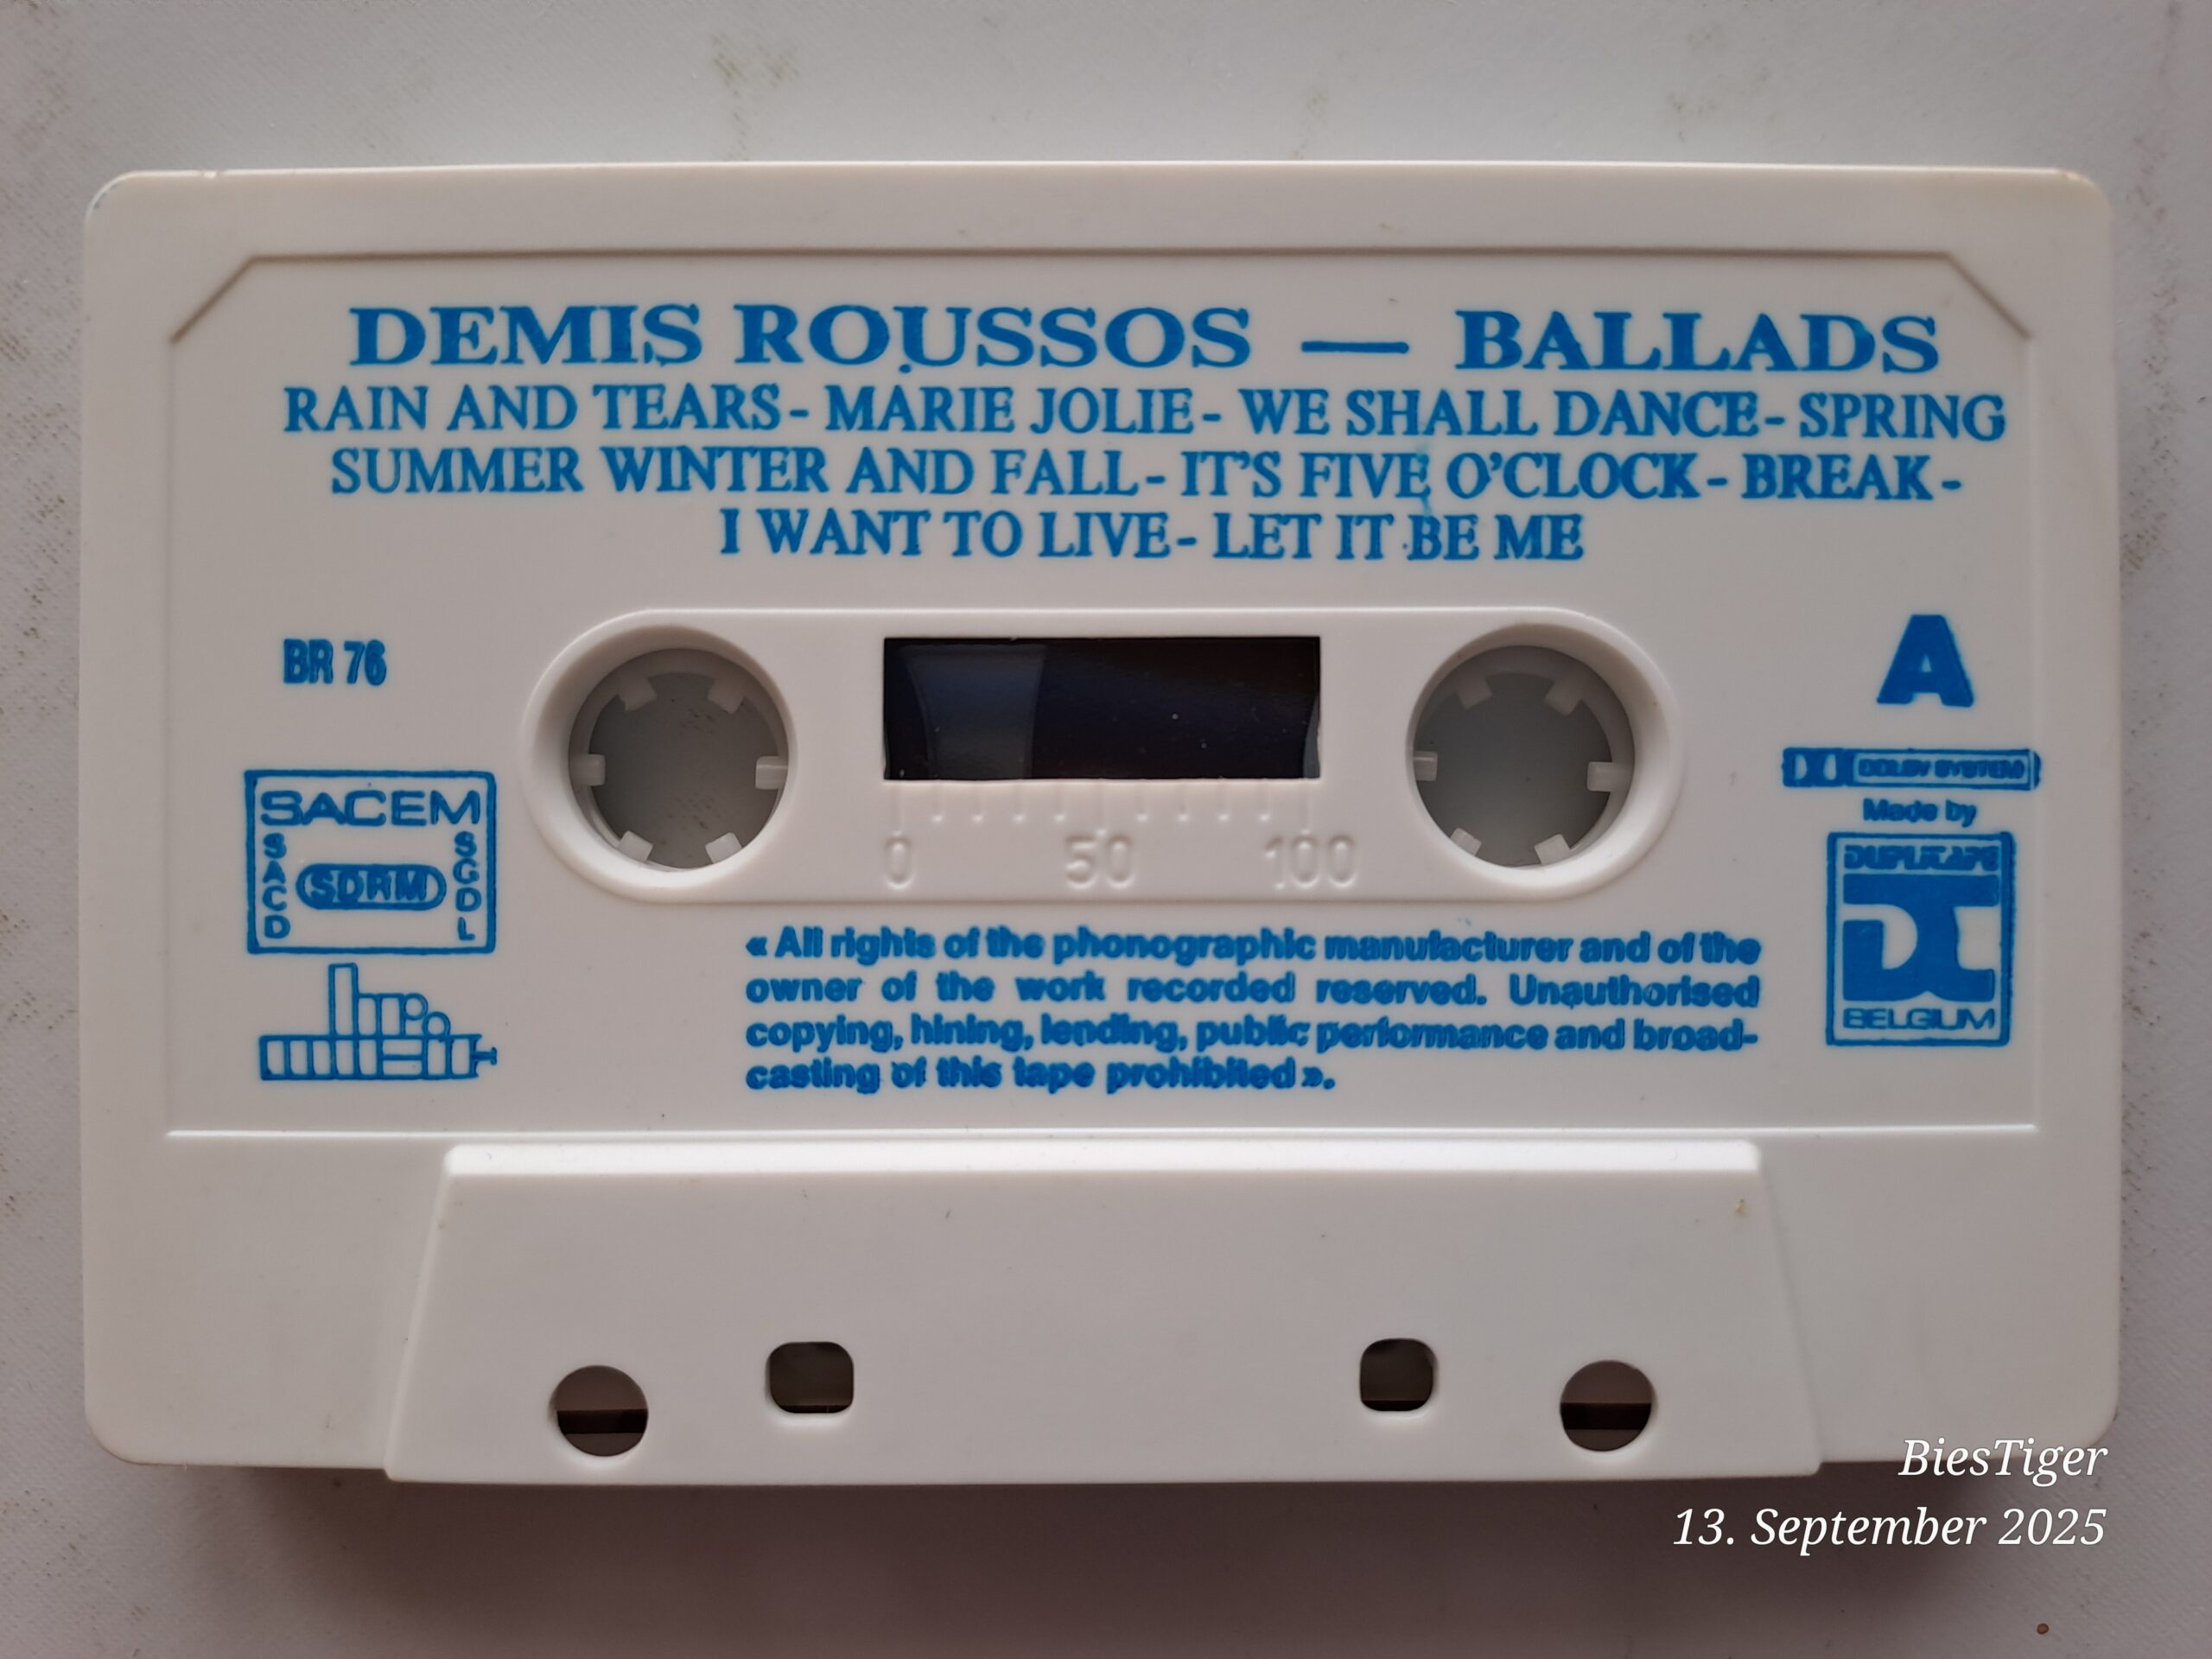 DEMIS ROUSSOS — BALLADS
RAIN AND TEARS - MARIE JOLIE - WE SHALL DANCE - SPRING
SUMMER WINTER AND FALL - IT'S FIVE O'CLOCK - BREAK -
I WANT TO LIVE - LET IT BE ME
BR 76
A
DOLBY SYSTEM
Made by
DUPLITAPE
BELGIUM
SACEM
SACD
SDRM
SGDL
0 50 100
« All rights of the phonographic manufacturer and of the
owner of the work recorded reserved. Unauthorised
copying, hining, lending, public performance and broad-
casting of this tape prohibited ».
BiesTiger
13. September 2025